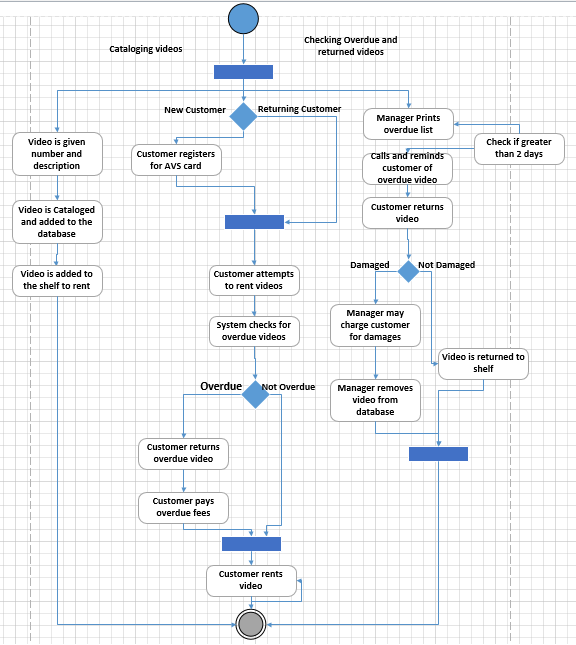 Cataloging videos
Checking Overdue and
returned videos
New Customer
Returning Customer
Manager Prints
overdue list
Check if greater
than 2 days
Video is given
number and
description
Customer registers
for AVS card
Calls and reminds
customer of
overdue video
Video is Cataloged
and added to the
database
Customer returns
video
Video is added to
the shelf to rent
Customer attempts
to rent videos
Damaged
Not Damaged
System checks for
overdue videos
Manager may
charge customer
for damages
Video is returned to
shelf
Overdue
Not Overdue
Manager removes
video from
database
Customer returns
overdue video
Customer pays
overdue fees
Customer rents
video